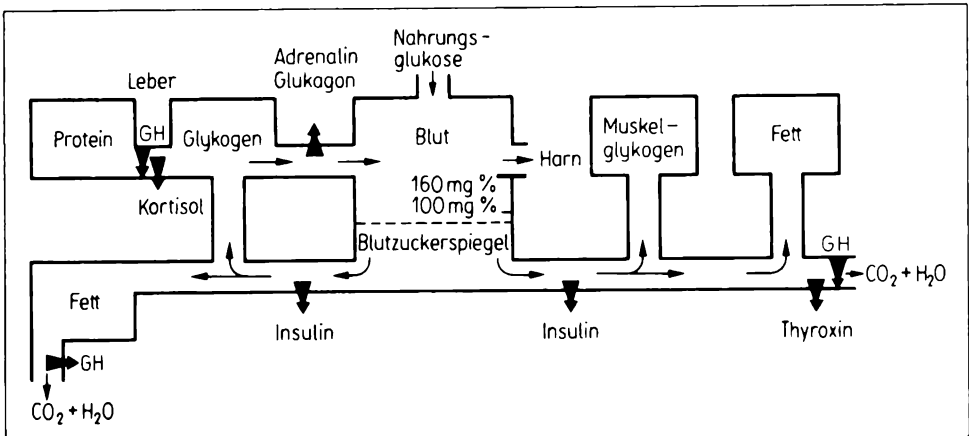 Nahrungs-
glukose
Adrenalin
Glukagon
Leber
Protein
GH
Glykogen
Blut
Harn
Muskel-
glykogen
Fett
Kortisol
160 mg %
100 mg %
Blutzuckerspiegel
GH
CO₂ + H₂O
Fett
Insulin
Insulin
Thyroxin
GH
CO₂ + H₂O